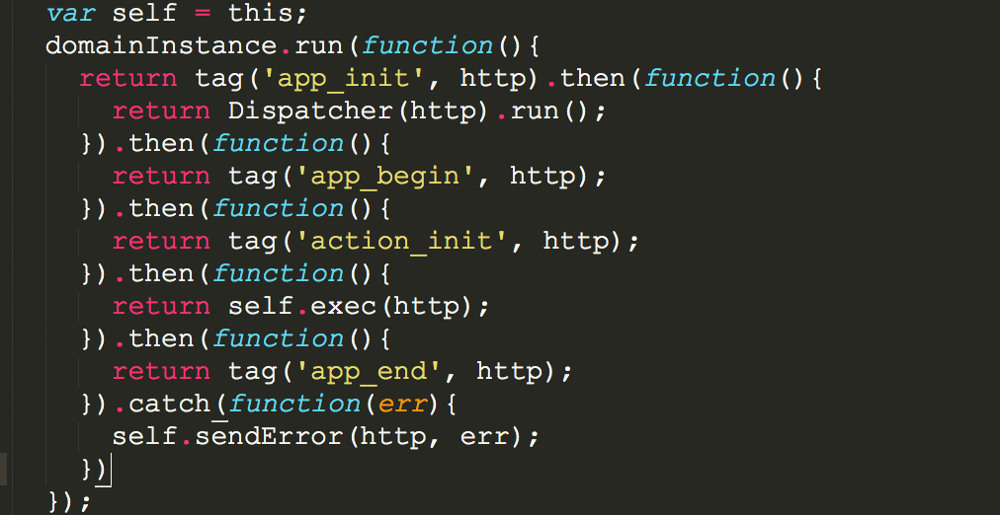 var self = this;
domainInstance.run(function(){
  return tag('app_init', http).then(function(){
    return Dispatcher(http).run();
  }).then(function(){
    return tag('app_begin', http);
  }).then(function(){
    return tag('action_init', http);
  }).then(function(){
    return self.exec(http);
  }).then(function(){
    return tag('app_end', http);
  }).catch(function(err){
    self.sendError(http, err);
  })
});